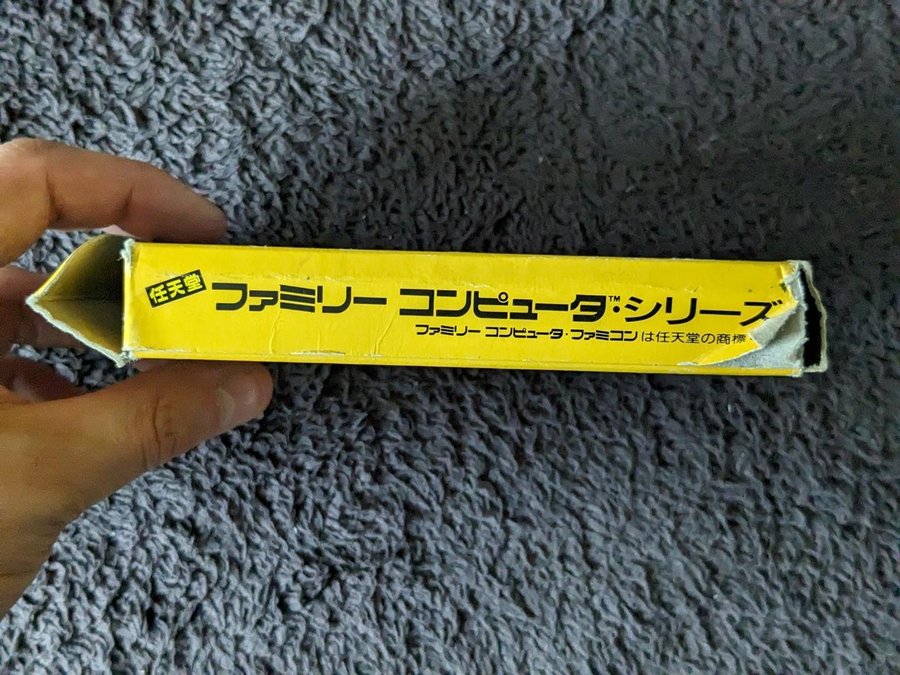 任天堂 ファミリー コンピュータ™・シリーズ
ファミリー コンピュータ・ファミコンは任天堂の商標